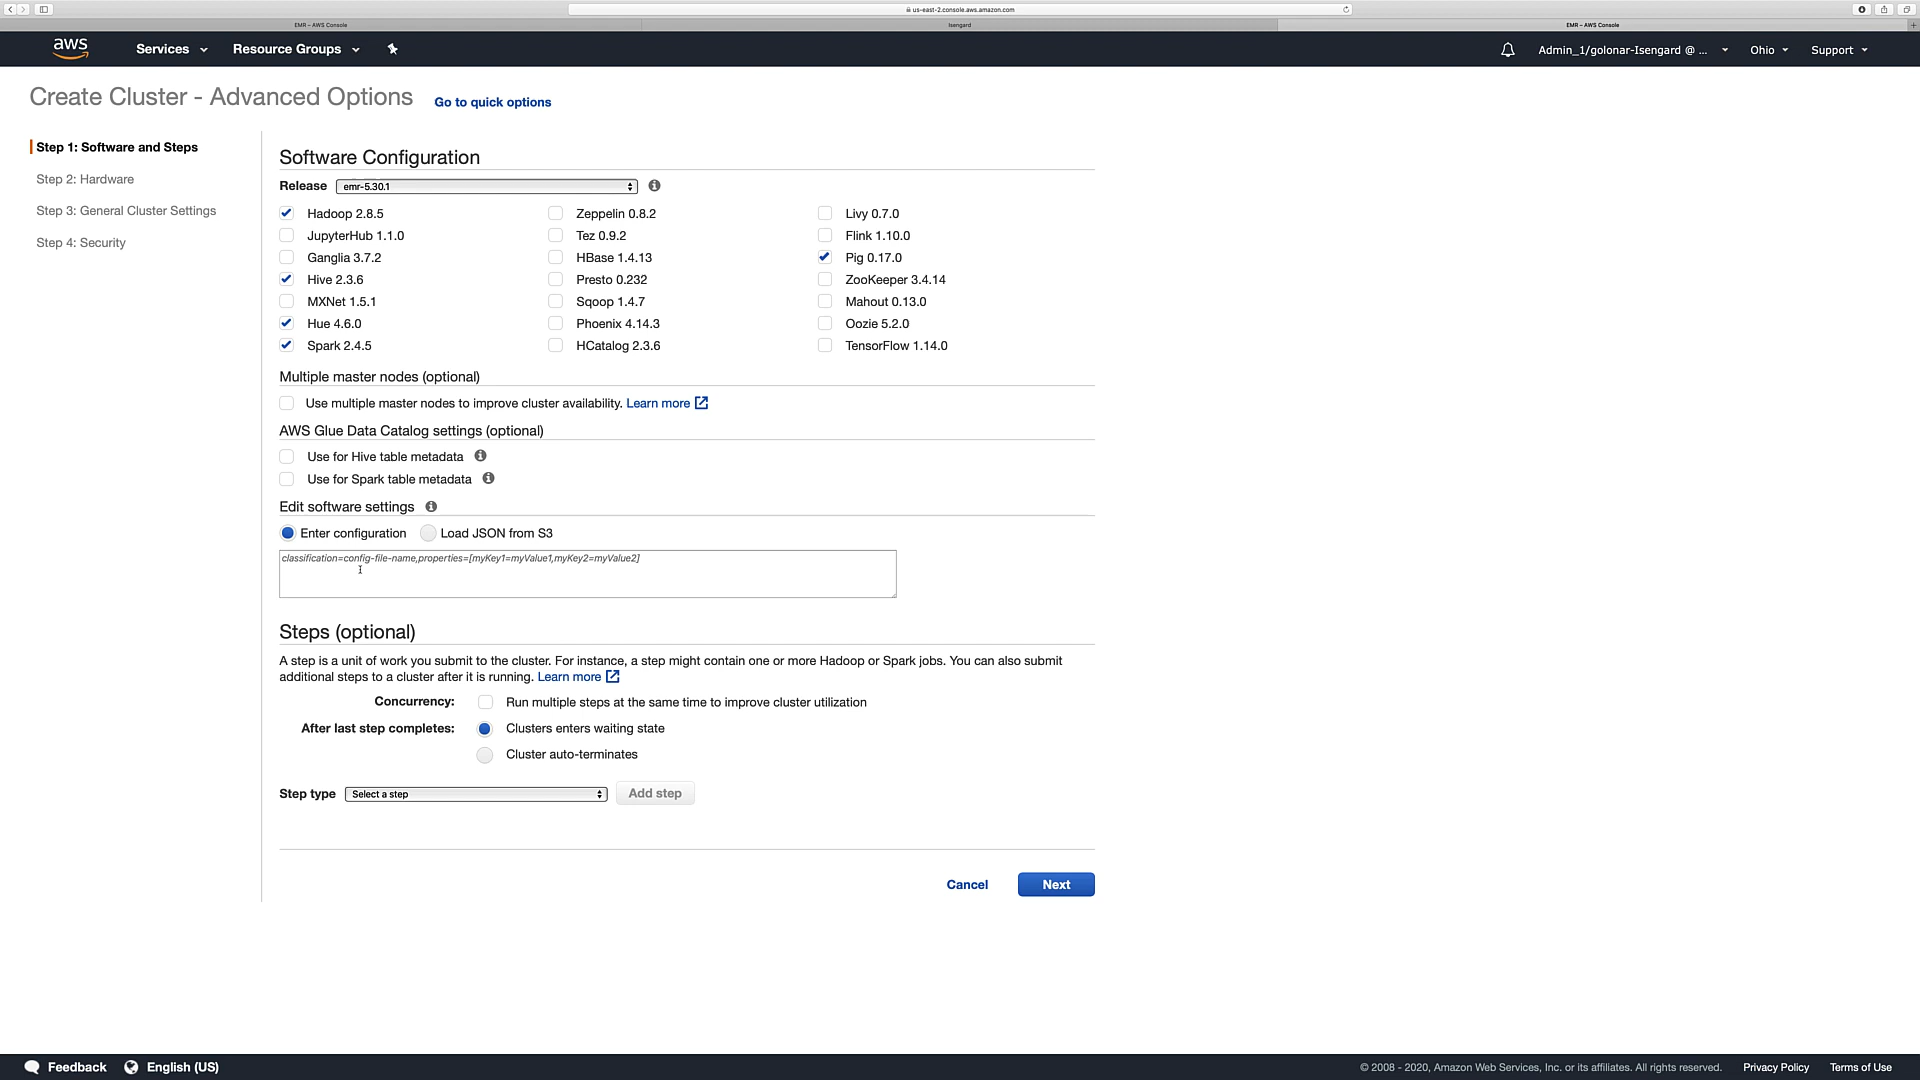 us-east-2.console.aws.amazon.com
EMR – AWS Console
Isengard
EMR – AWS Console
aws
Services
Resource Groups
Admin_1/golonar-Isengard @ ...
Ohio
Support
Create Cluster - Advanced Options
Go to quick options
Step 1: Software and Steps
Step 2: Hardware
Step 3: General Cluster Settings
Step 4: Security
Software Configuration
Release
emr-5.30.1
Hadoop 2.8.5
Zeppelin 0.8.2
Livy 0.7.0
JupyterHub 1.1.0
Tez 0.9.2
Flink 1.10.0
Ganglia 3.7.2
HBase 1.4.13
Pig 0.17.0
Hive 2.3.6
Presto 0.232
ZooKeeper 3.4.14
MXNet 1.5.1
Sqoop 1.4.7
Mahout 0.13.0
Hue 4.6.0
Phoenix 4.14.3
Oozie 5.2.0
Spark 2.4.5
HCatalog 2.3.6
TensorFlow 1.14.0
Multiple master nodes (optional)
Use multiple master nodes to improve cluster availability. Learn more
AWS Glue Data Catalog settings (optional)
Use for Hive table metadata
Use for Spark table metadata
Edit software settings
Enter configuration
Load JSON from S3
classification=config-file-name,properties=[myKey1=myValue1,myKey2=myValue2]
Steps (optional)
A step is a unit of work you submit to the cluster. For instance, a step might contain one or more Hadoop or Spark jobs. You can also submit
additional steps to a cluster after it is running. Learn more
Concurrency:
Run multiple steps at the same time to improve cluster utilization
After last step completes:
Clusters enters waiting state
Cluster auto-terminates
Step type
Select a step
Add step
Cancel
Next
Feedback
English (US)
© 2008 - 2020, Amazon Web Services, Inc. or its affiliates. All rights reserved.
Privacy Policy
Terms of Use